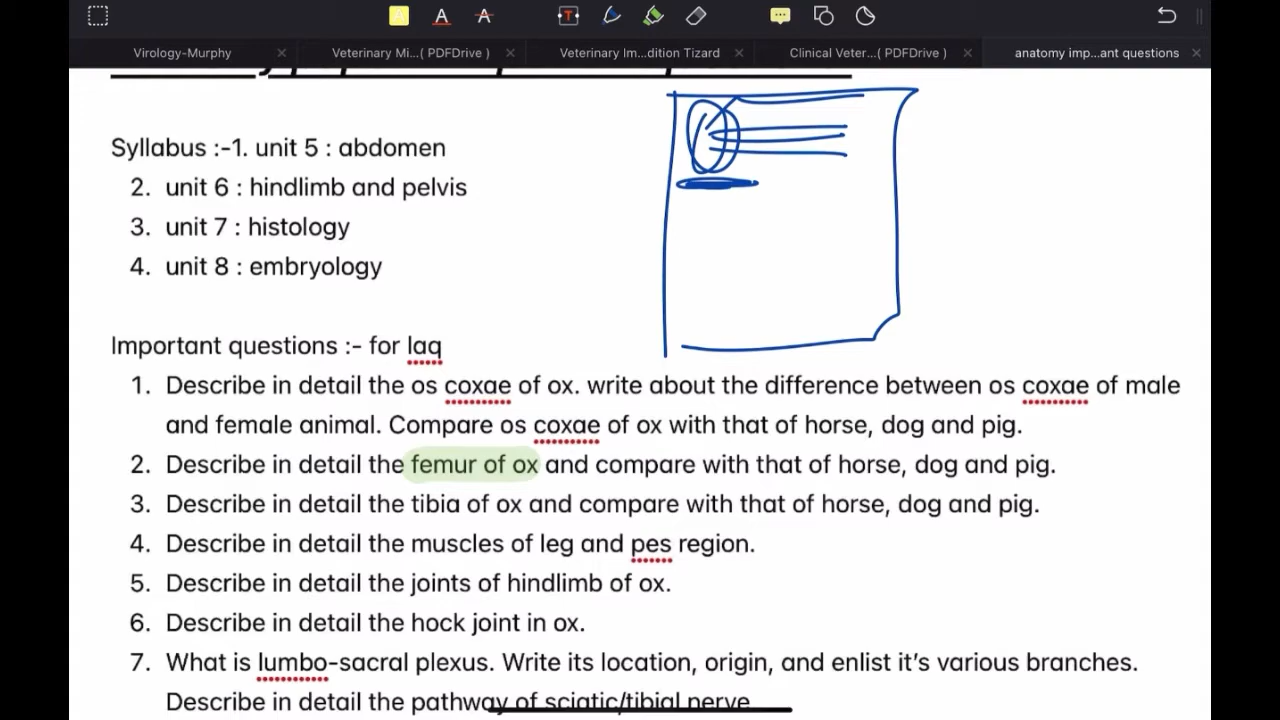 A A A T
Virology-Murphy × Veterinary Mi...( PDFDrive ) × Veterinary Im...dition Tizard × Clinical Veter...( PDFDrive ) × anatomy imp...ant questions ×
Syllabus :-1. unit 5 : abdomen
2. unit 6 : hindlimb and pelvis
3. unit 7 : histology
4. unit 8 : embryology
Important questions :- for laq
1. Describe in detail the os coxae of ox. write about the difference between os coxae of male
and female animal. Compare os coxae of ox with that of horse, dog and pig.
2. Describe in detail the femur of ox and compare with that of horse, dog and pig.
3. Describe in detail the tibia of ox and compare with that of horse, dog and pig.
4. Describe in detail the muscles of leg and pes region.
5. Describe in detail the joints of hindlimb of ox.
6. Describe in detail the hock joint in ox.
7. What is lumbo-sacral plexus. Write its location, origin, and enlist it's various branches.
Describe in detail the pathway of sciatic/tibial nerve